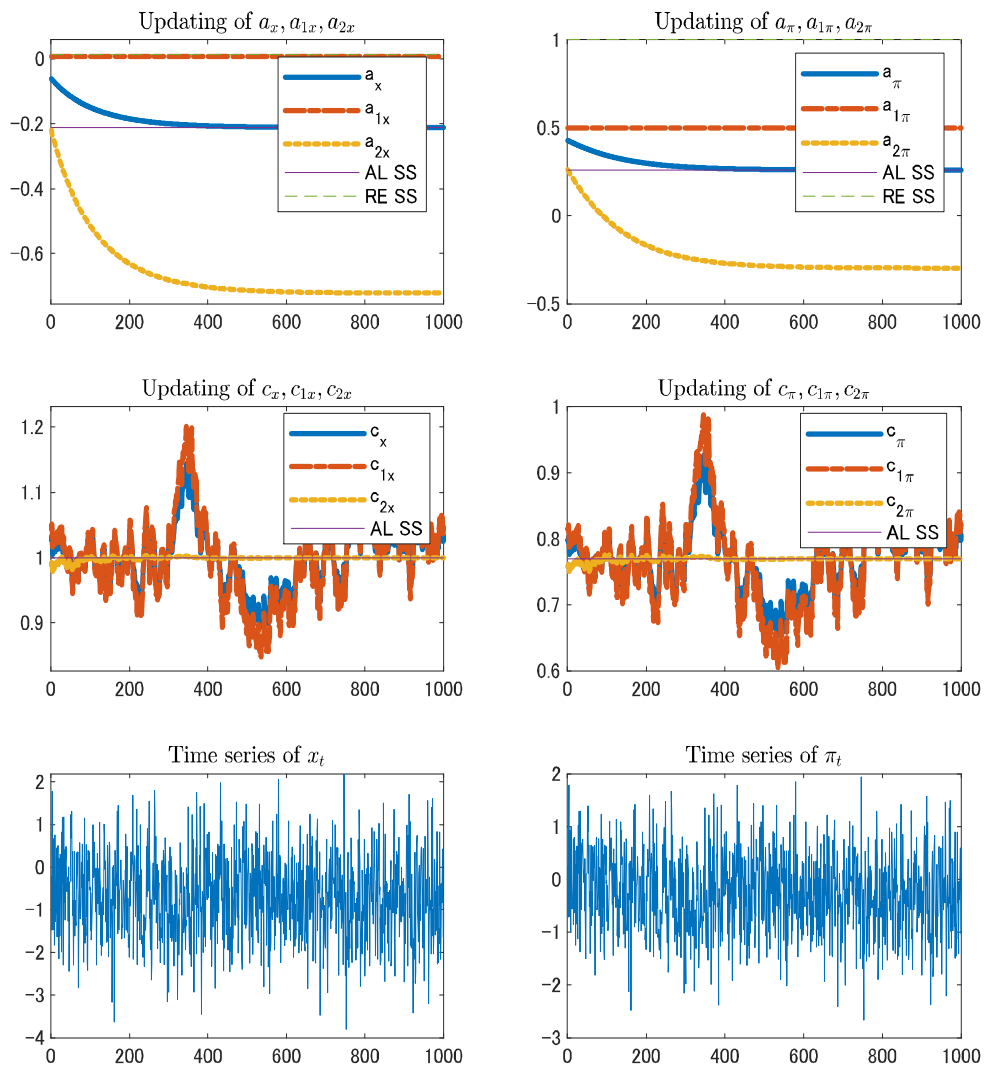 Updating of aₓ, a₁ₓ, a₂ₓ
0
−0.2
−0.4
−0.6
0 200 400 600 800 1000
a_x
a_1x
a_2x
AL SS
RE SS
Updating of a_π, a_1π, a_2π
1
0.5
0
−0.5
0 200 400 600 800 1000
a_π
a_1π
a_2π
AL SS
RE SS
Updating of c_x, c_1x, c_2x
1.2
1.1
1
0.9
0 200 400 600 800 1000
c_x
c_1x
c_2x
AL SS
Updating of c_π, c_1π, c_2π
1
0.9
0.8
0.7
0.6
0 200 400 600 800 1000
c_π
c_1π
c_2π
AL SS
Time series of x_t
2
1
0
−1
−2
−3
−4
0 200 400 600 800 1000
Time series of π_t
2
1
0
−1
−2
−3
0 200 400 600 800 1000